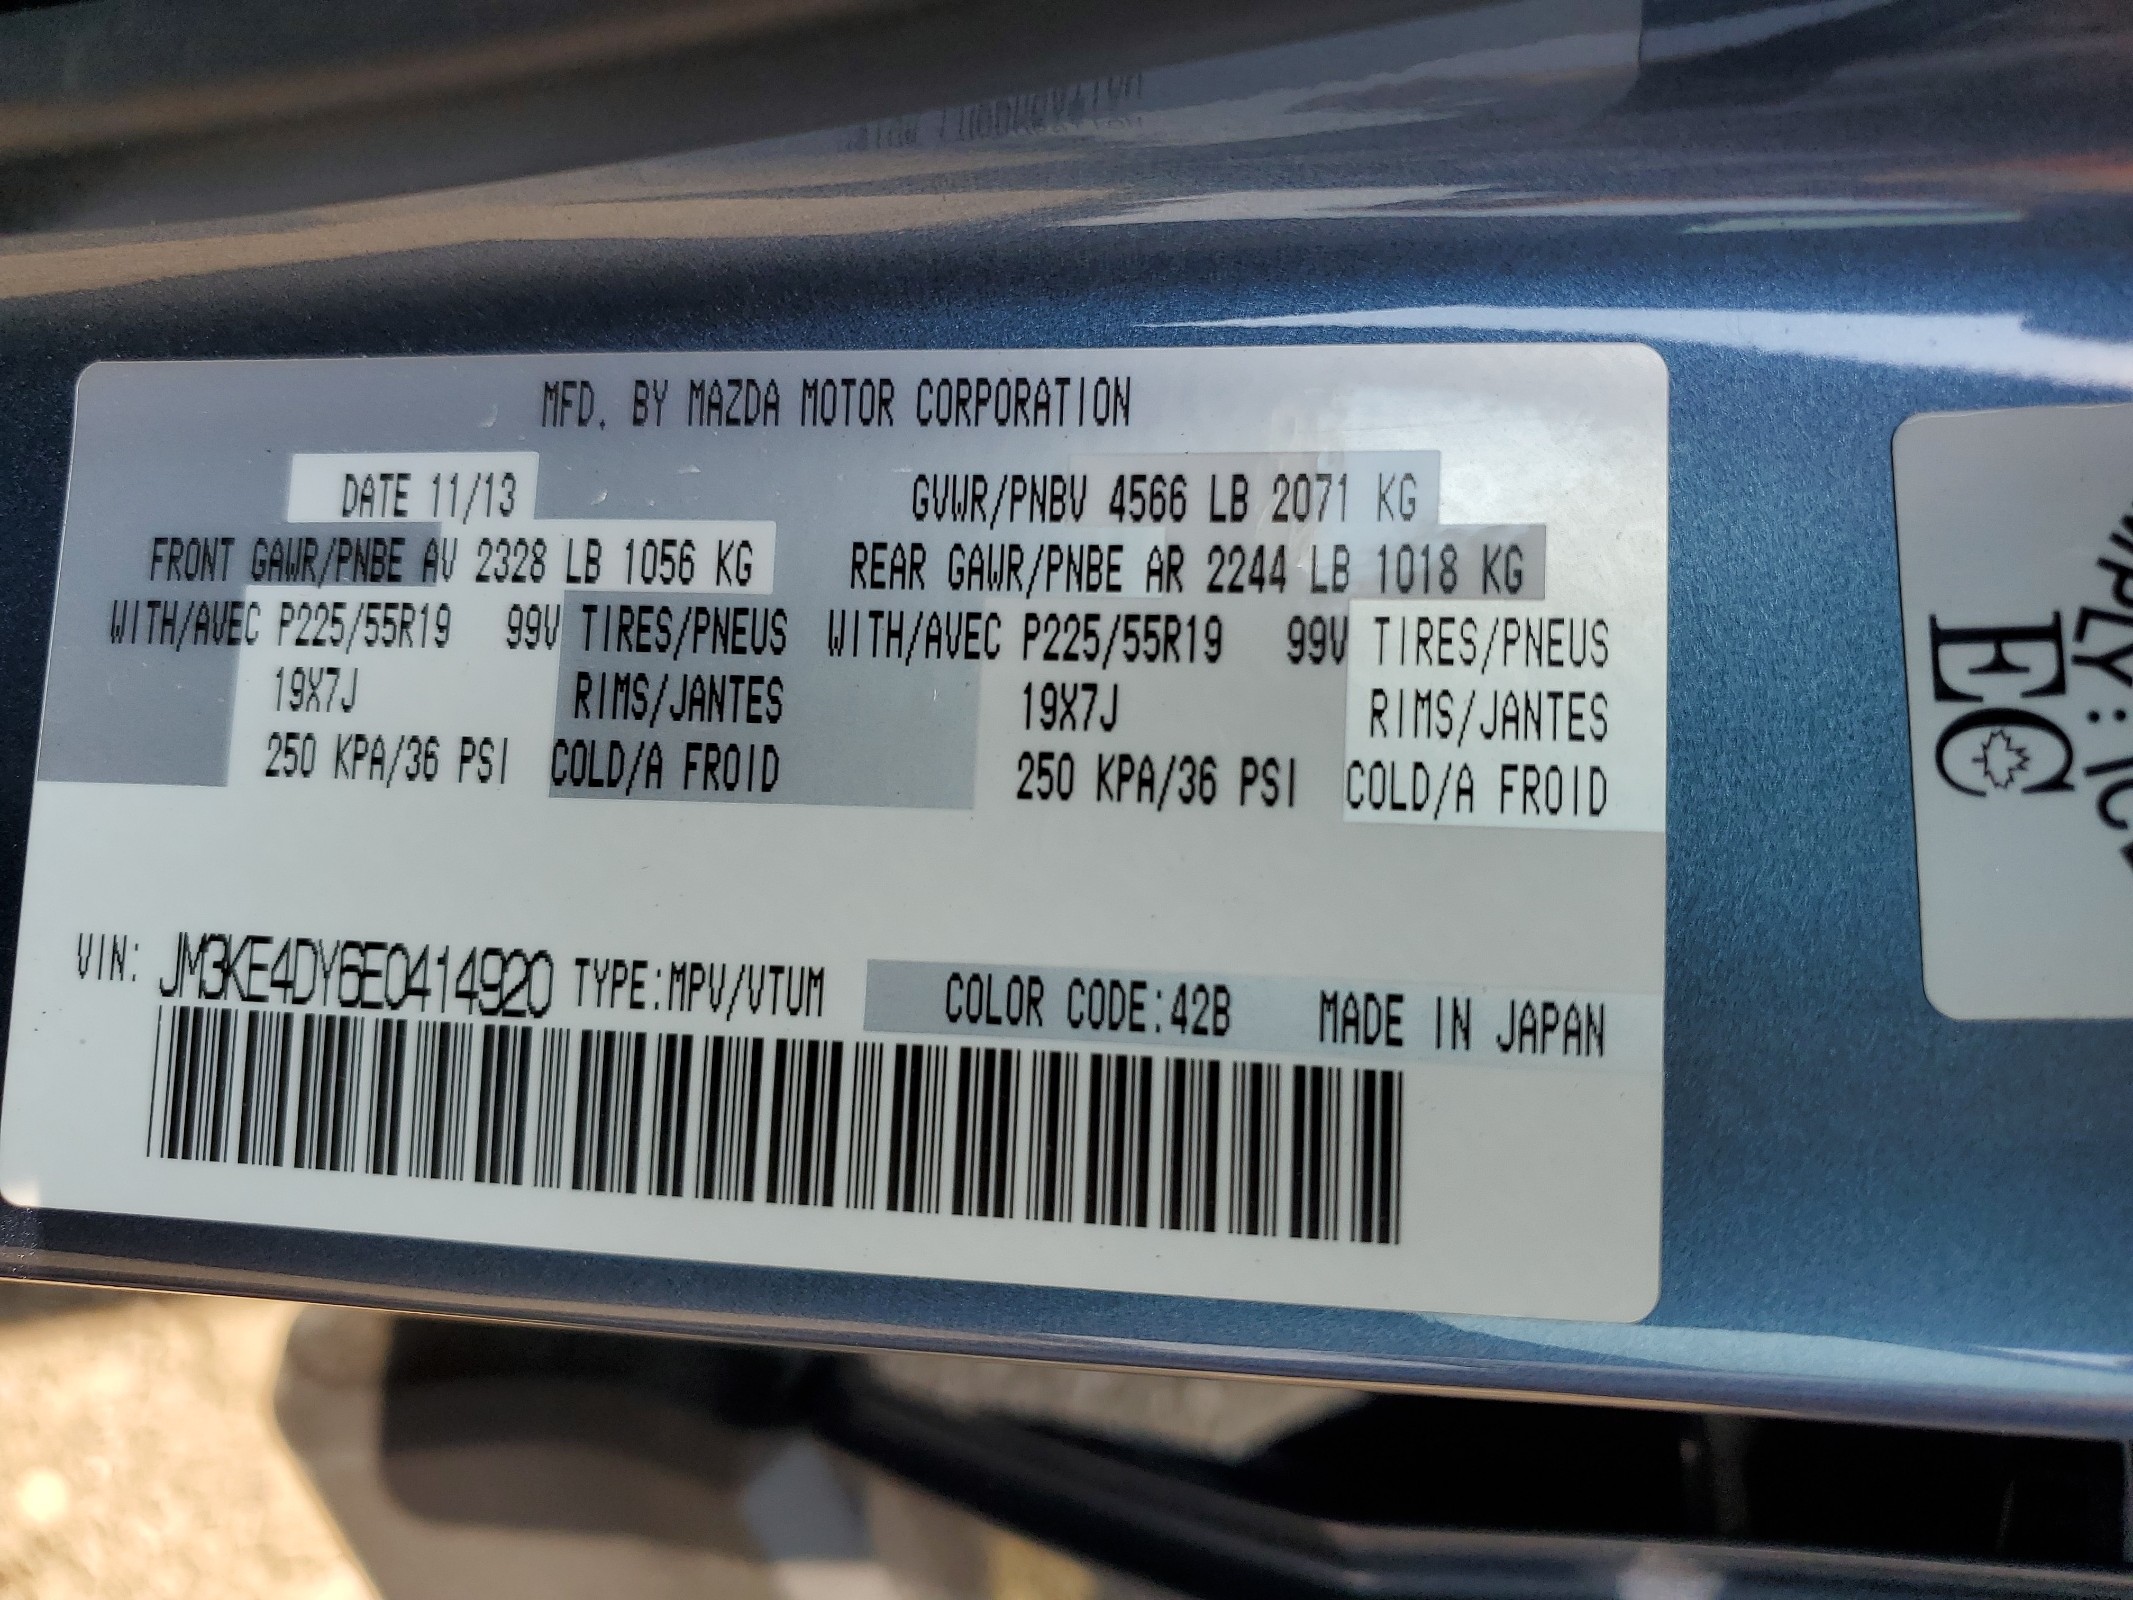 MFD. BY MAZDA MOTOR CORPORATION
DATE 11/13 GVWR/PNBV 4566 LB 2071 KG
FRONT GAWR/PNBE AV 2328 LB 1056 KG REAR GAWR/PNBE AR 2244 LB 1018 KG
WITH/AVEC P225/55R19 99V TIRES/PNEUS WITH/AVEC P225/55R19 99V TIRES/PNEUS
19X7J RIMS/JANTES 19X7J RIMS/JANTES
250 KPA/36 PSI COLD/A FROID 250 KPA/36 PSI COLD/A FROID
VIN: JM3KE4DY6E0414920 TYPE:MPV/VTUM COLOR CODE:42B MADE IN JAPAN
EC